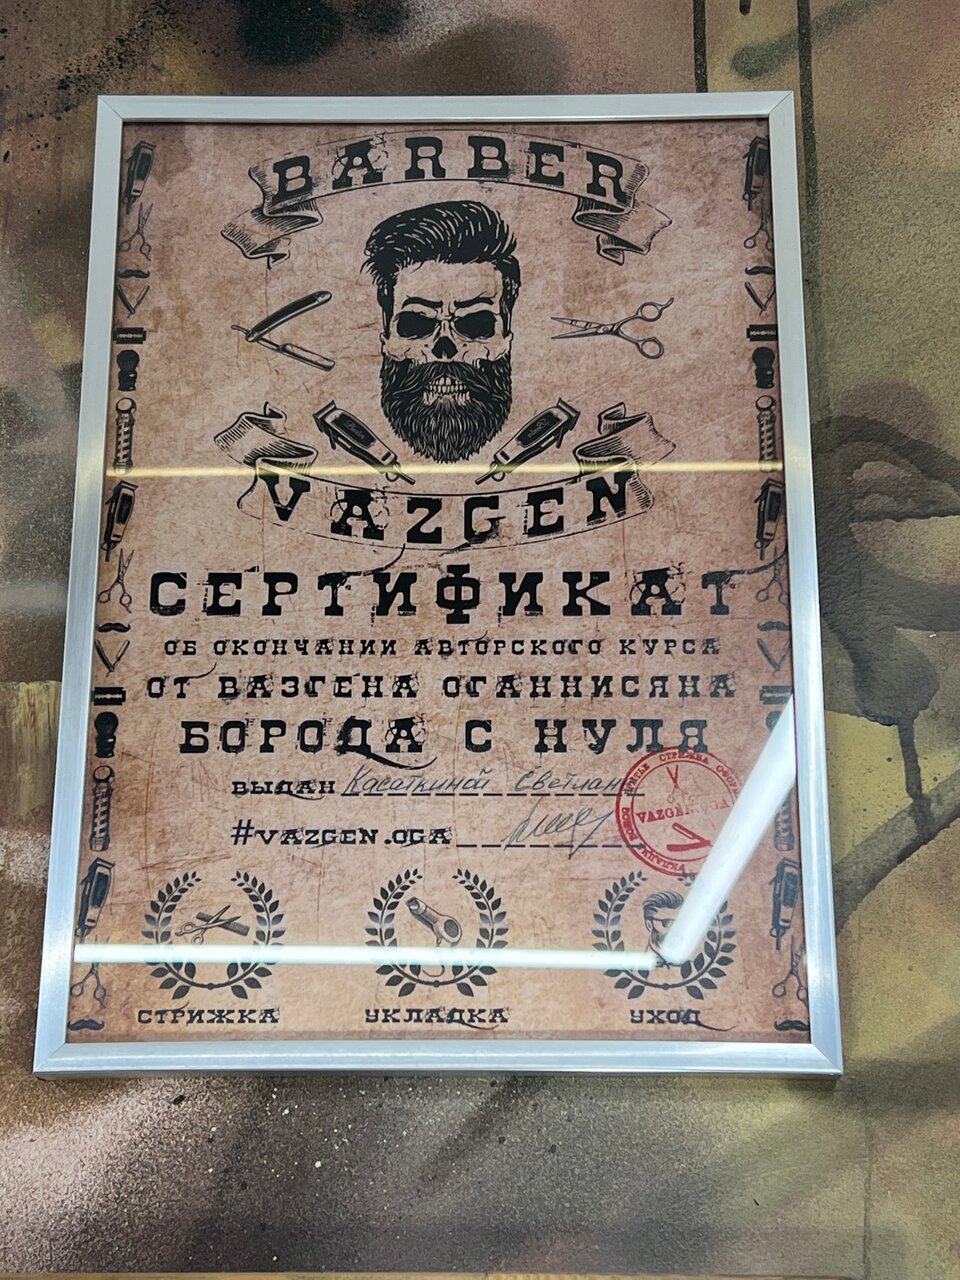 BARBER
VAZGEN
СЕРТИФИКАТ
ОБ ОКОНЧАНИИ АВТОРСКОГО КУРСА
ОТ ВАЗГЕНА ОГАННИСЯНА
БОРОДА С НУЛЯ
ВЫДАН Касаткиной Светлане
#VAZGEN.OGA
СТРИЖКА УКЛАДКА УХОД